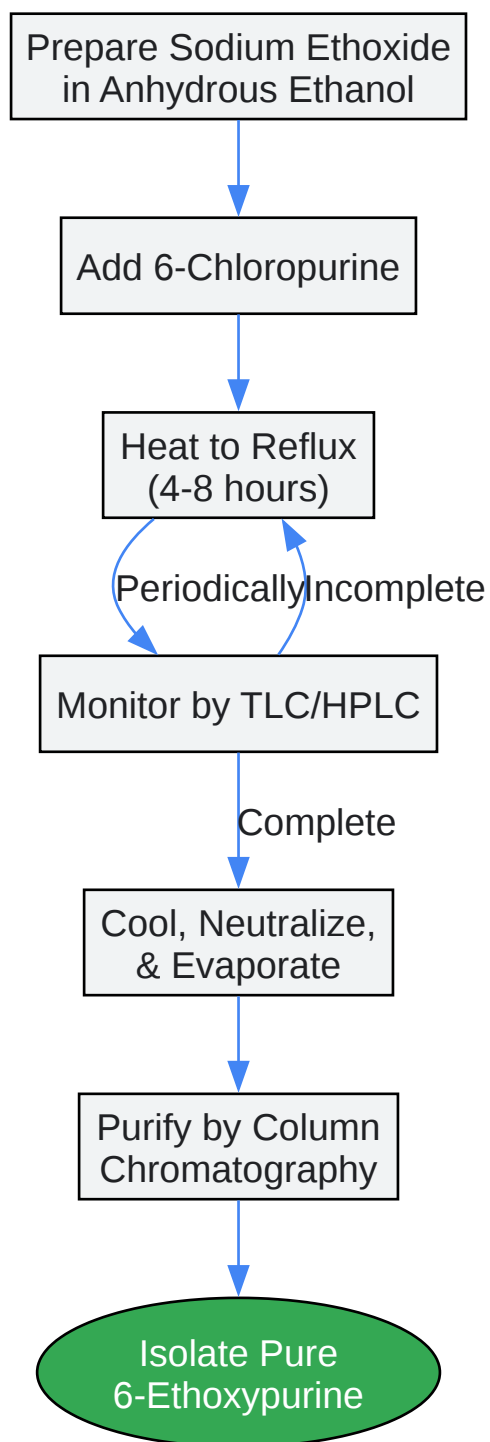 Prepare Sodium Ethoxide
in Anhydrous Ethanol
Add 6-Chloropurine
Heat to Reflux
(4-8 hours)
Periodically
Incomplete
Monitor by TLC/HPLC
Complete
Cool, Neutralize,
& Evaporate
Purify by Column
Chromatography
Isolate Pure
6-Ethoxypurine